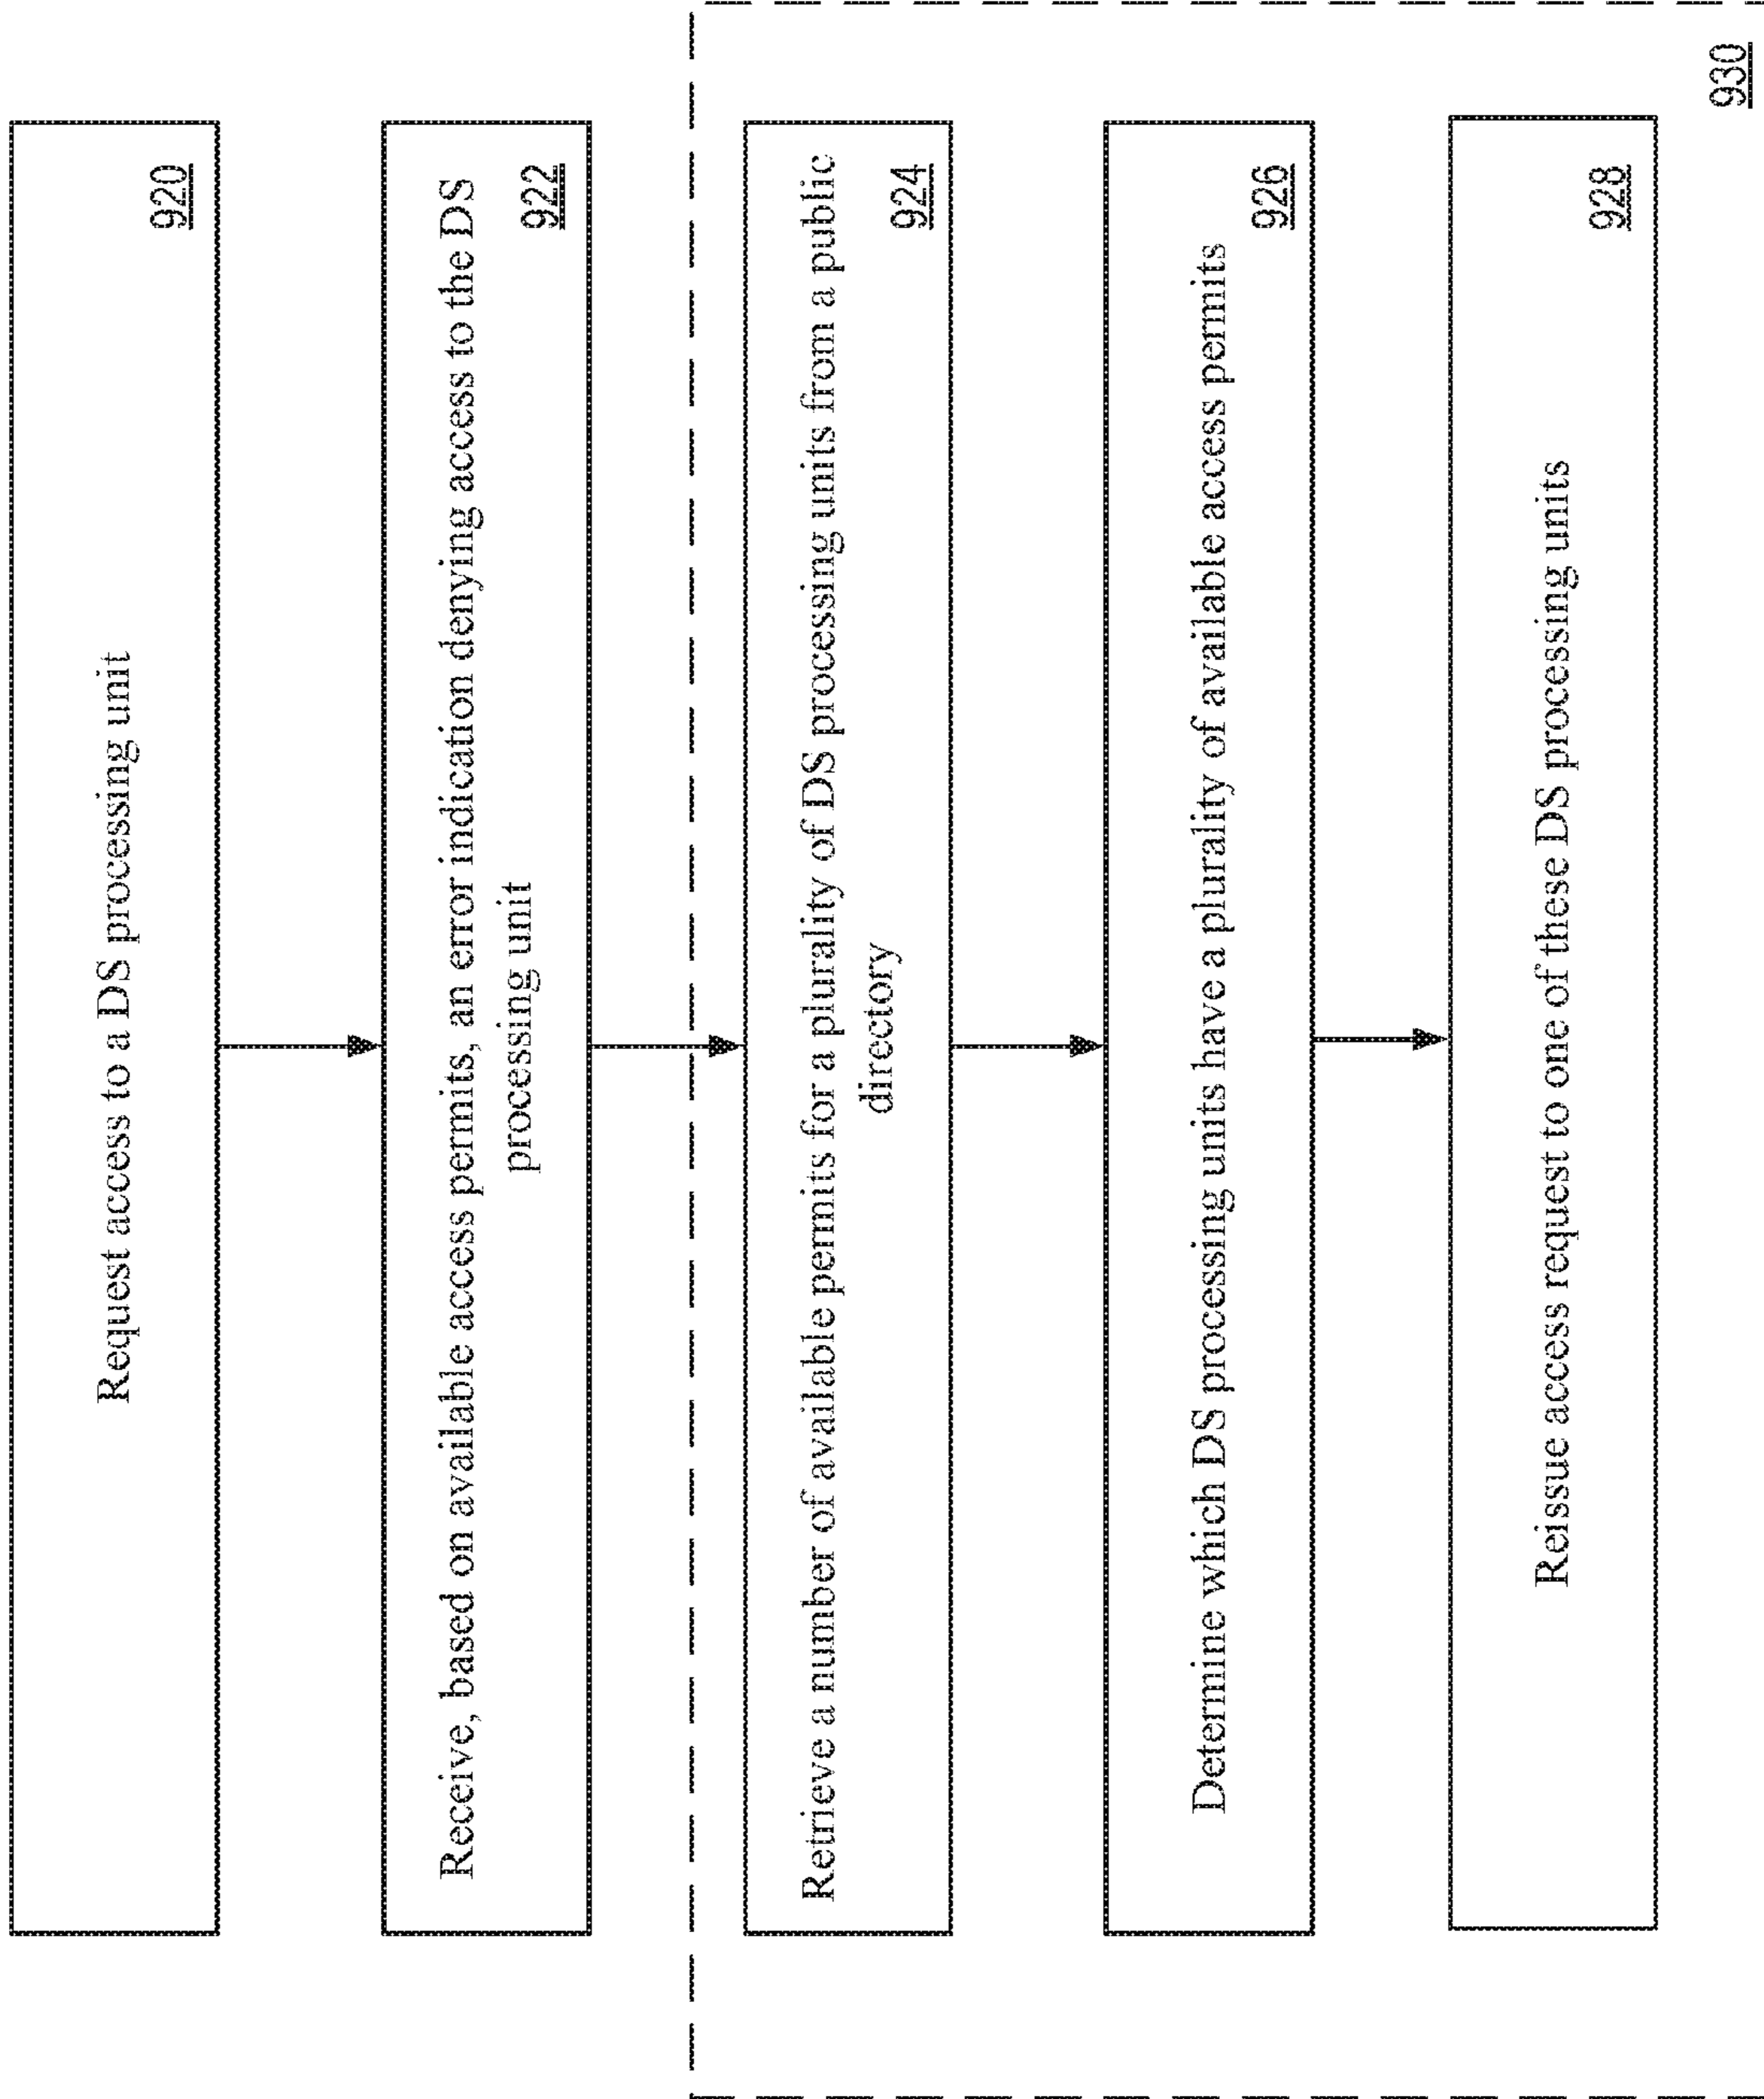 Request access to a DS processing unit
920
Receive, based on available access permits, an error indication denying access to the DS
processing unit
922
Retrieve a number of available permits for a plurality of DS processing units from a public
directory
924
Determine which DS processing units have a plurality of available access permits
926
Reissue access request to one of these DS processing units
928
930